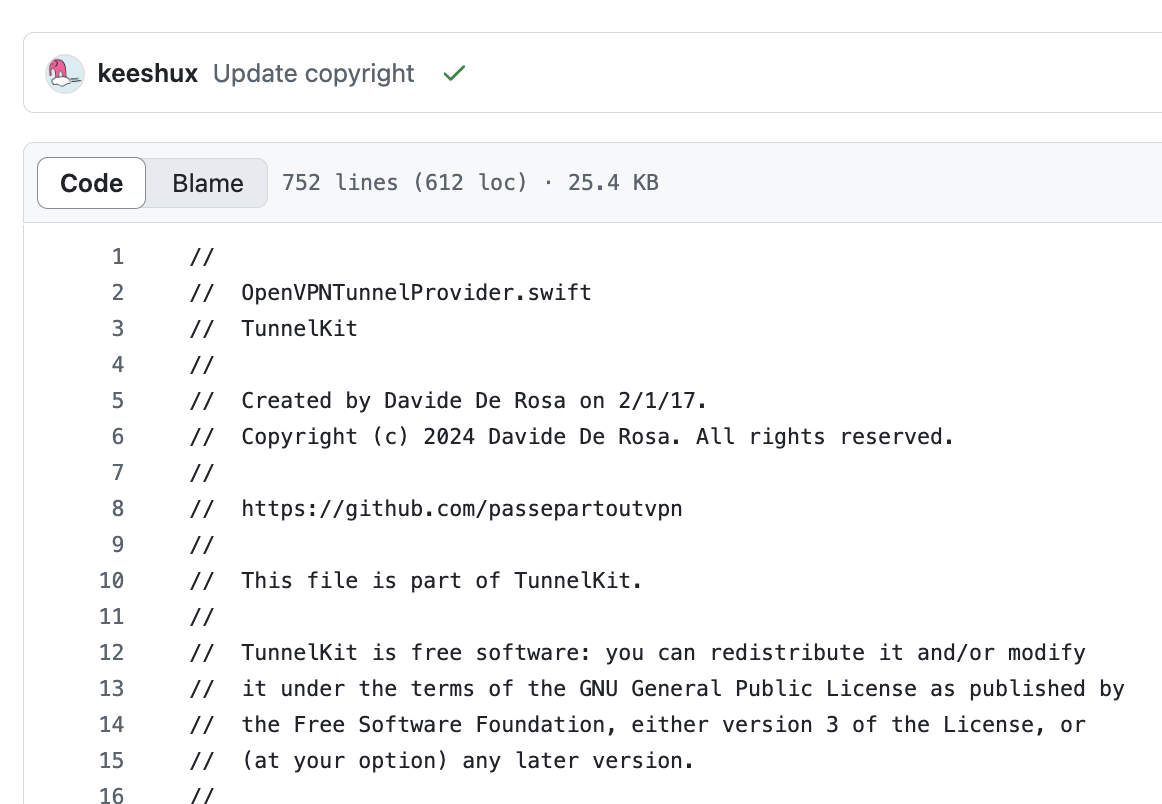 keeshux Update copyright
Code Blame 752 lines (612 loc) · 25.4 KB
1 //
2 // OpenVPNTunnelProvider.swift
3 // TunnelKit
4 //
5 // Created by Davide De Rosa on 2/1/17.
6 // Copyright (c) 2024 Davide De Rosa. All rights reserved.
7 //
8 // https://github.com/passepartoutvpn
9 //
10 // This file is part of TunnelKit.
11 //
12 // TunnelKit is free software: you can redistribute it and/or modify
13 // it under the terms of the GNU General Public License as published by
14 // the Free Software Foundation, either version 3 of the License, or
15 // (at your option) any later version.
16 //